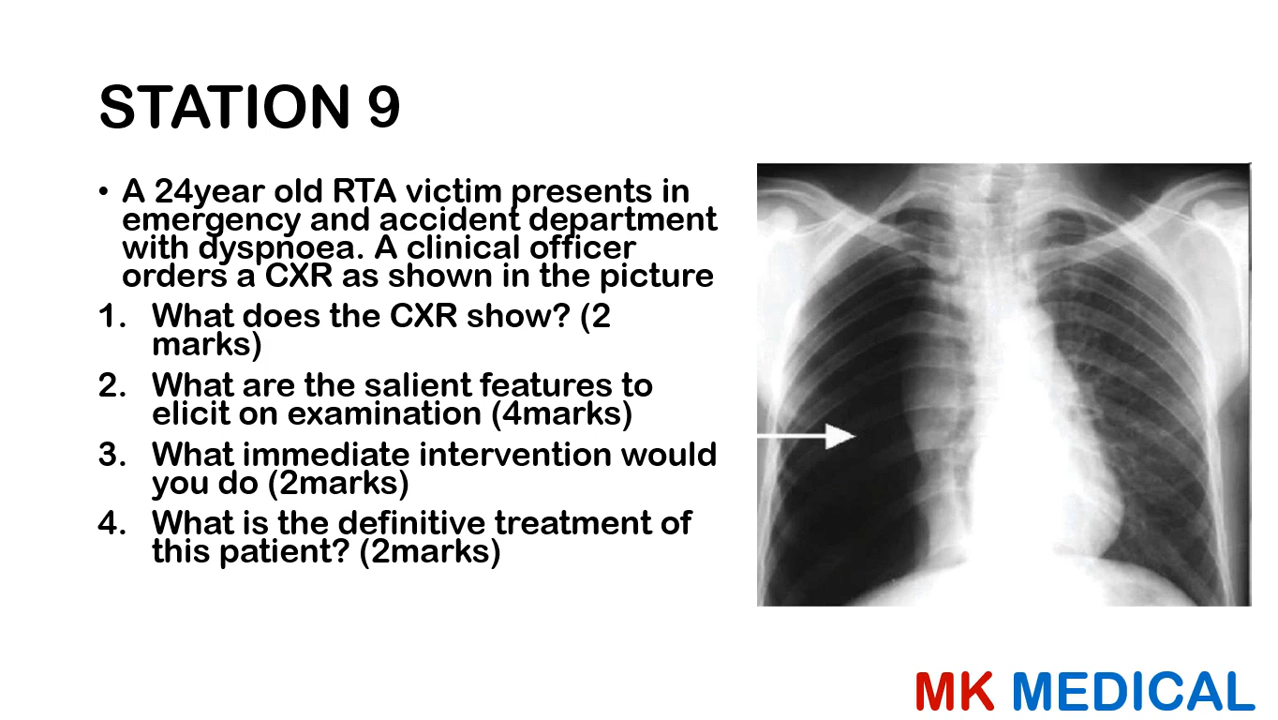 STATION 9
• A 24year old RTA victim presents in
emergency and accident department
with dyspnoea. A clinical officer
orders a CXR as shown in the picture
1. What does the CXR show? (2
marks)
2. What are the salient features to
elicit on examination (4marks)
3. What immediate intervention would
you do (2marks)
4. What is the definitive treatment of
this patient? (2marks)
MK MEDICAL